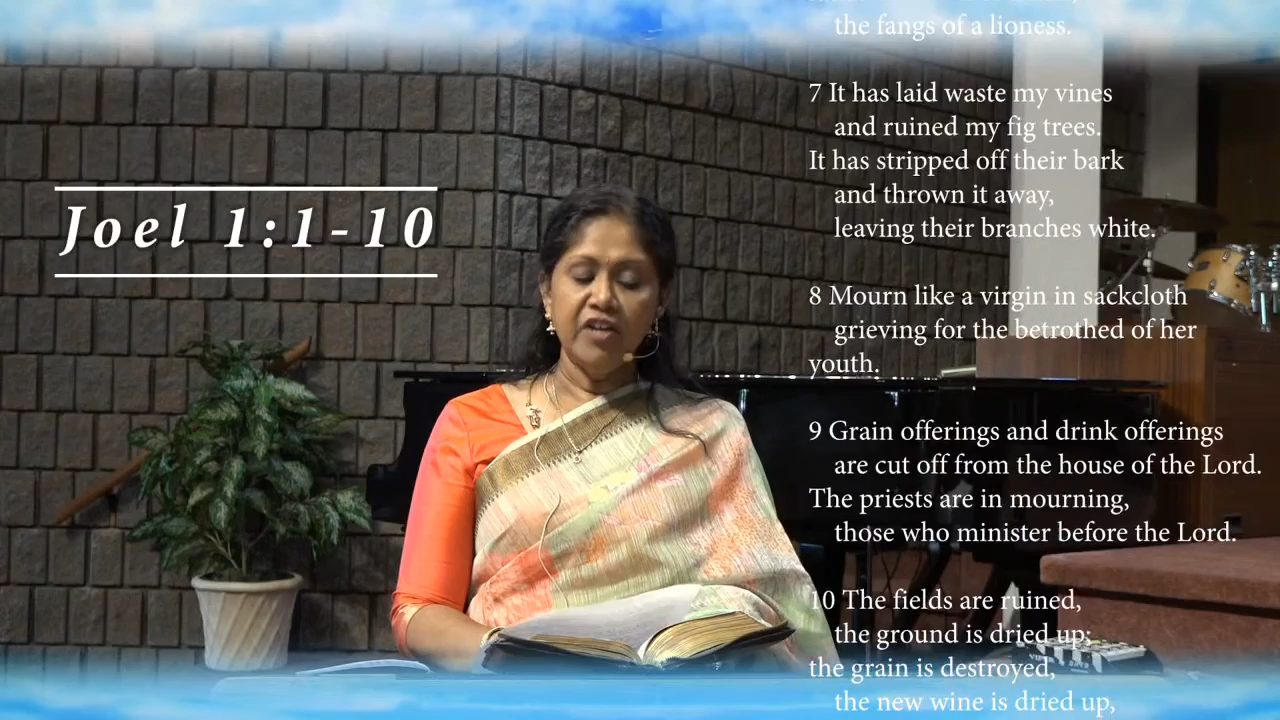 Joel 1:1-10
the fangs of a lioness.
7 It has laid waste my vines
and ruined my fig trees.
It has stripped off their bark
and thrown it away,
leaving their branches white.
8 Mourn like a virgin in sackcloth
grieving for the betrothed of her
youth.
9 Grain offerings and drink offerings
are cut off from the house of the Lord.
The priests are in mourning,
those who minister before the Lord.
10 The fields are ruined,
the ground is dried up;
the grain is destroyed,
the new wine is dried up,